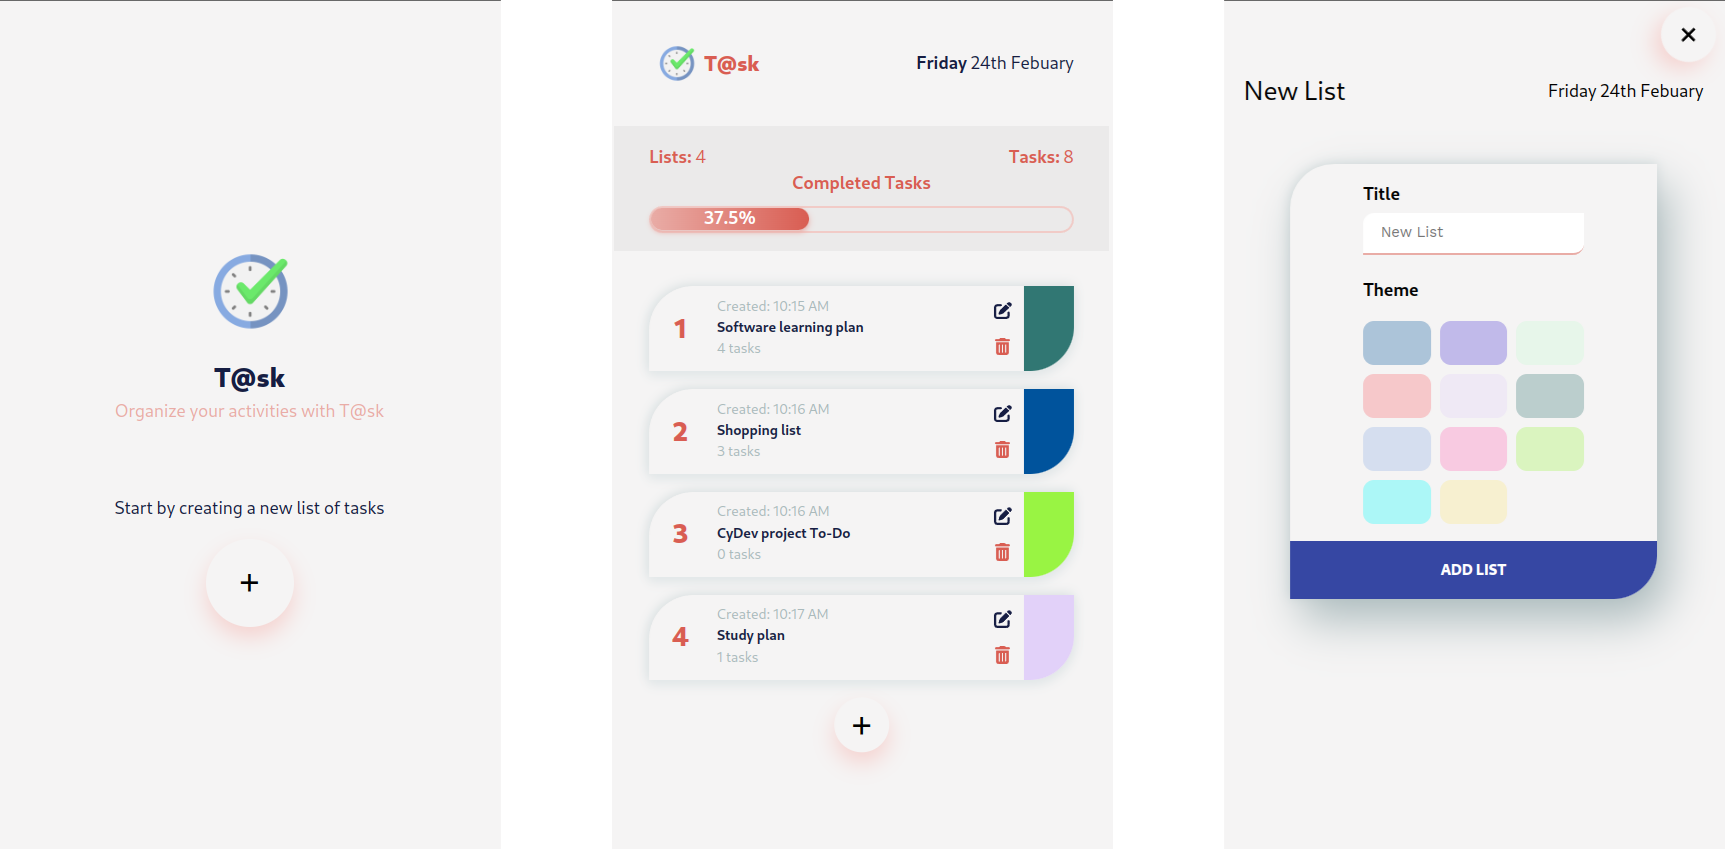 T@sk
Organize your activities with T@sk
Start by creating a new list of tasks
+
T@sk
Friday 24th Febuary
Lists: 4
Tasks: 8
Completed Tasks
37.5%
1
Created: 10:15 AM
Software learning plan
4 tasks
2
Created: 10:16 AM
Shopping list
3 tasks
3
Created: 10:16 AM
CyDev project To-Do
0 tasks
4
Created: 10:17 AM
Study plan
1 tasks
+
×
New List
Friday 24th Febuary
Title
New List
Theme
ADD LIST